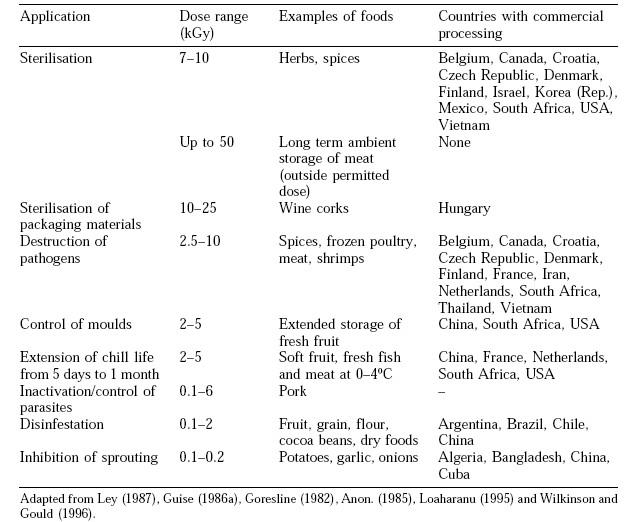 Application Dose range Examples of foods Countries with commercial
(kGy) processing
Sterilisation 7–10 Herbs, spices Belgium, Canada, Croatia,
Czech Republic, Denmark,
Finland, Israel, Korea (Rep.),
Mexico, South Africa, USA,
Vietnam
Up to 50 Long term ambient None
storage of meat
(outside permitted
dose)
Sterilisation of 10–25 Wine corks Hungary
packaging materials
Destruction of 2.5–10 Spices, frozen poultry, Belgium, Canada, Croatia,
pathogens meat, shrimps Czech Republic, Denmark,
Finland, France, Iran,
Netherlands, South Africa,
Thailand, Vietnam
Control of moulds 2–5 Extended storage of China, South Africa, USA
fresh fruit
Extension of chill life 2–5 Soft fruit, fresh fish China, France, Netherlands,
from 5 days to 1 month and meat at 0–4ºC South Africa, USA
Inactivation/control of 0.1–6 Pork –
parasites
Disinfestation 0.1–2 Fruit, grain, flour, Argentina, Brazil, Chile,
cocoa beans, dry foods China
Inhibition of sprouting 0.1–0.2 Potatoes, garlic, onions Algeria, Bangladesh, China,
Cuba
Adapted from Ley (1987), Guise (1986a), Goresline (1982), Anon. (1985), Loaharanu (1995) and Wilkinson and
Gould (1996).